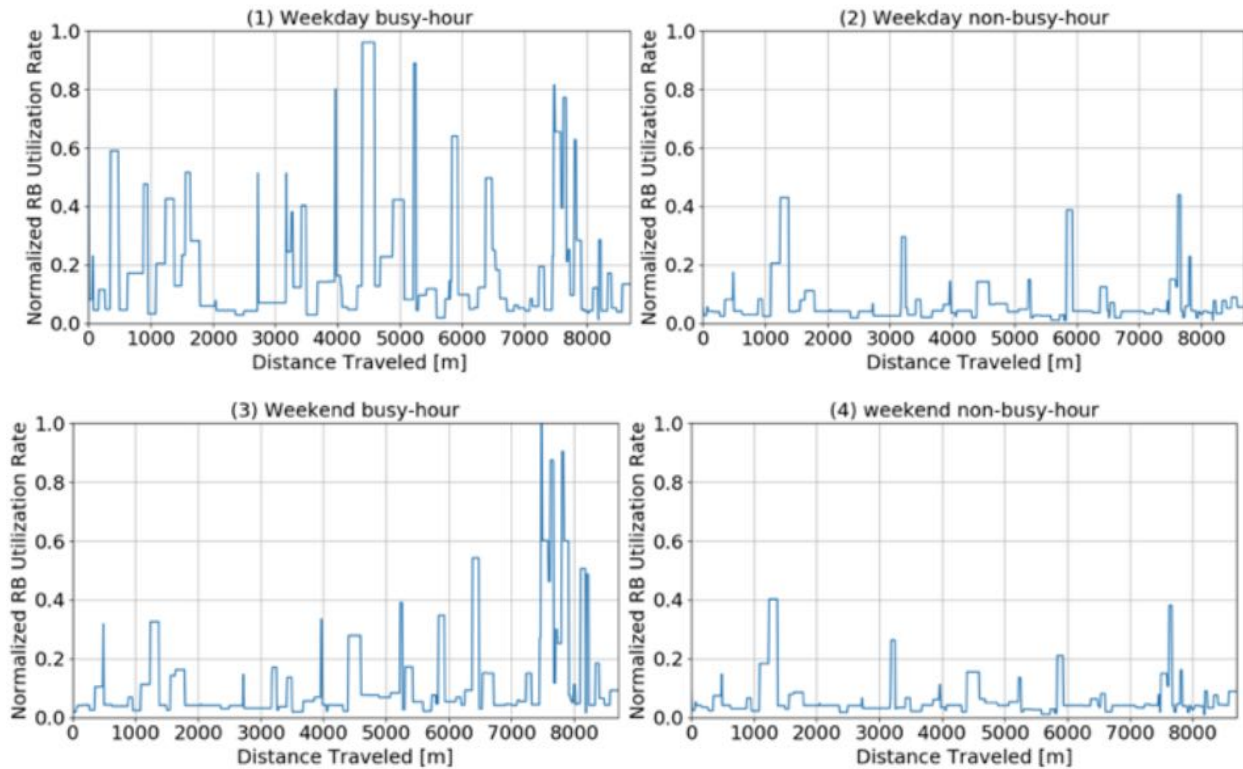 (1) Weekday busy-hour
Normalized RB Utilization Rate
1.0
0.8
0.6
0.4
0.2
0.0
0 1000 2000 3000 4000 5000 6000 7000 8000
Distance Traveled [m]
(2) Weekday non-busy-hour
Normalized RB Utilization Rate
1.0
0.8
0.6
0.4
0.2
0.0
0 1000 2000 3000 4000 5000 6000 7000 8000
Distance Traveled [m]
(3) Weekend busy-hour
Normalized RB Utilization Rate
1.0
0.8
0.6
0.4
0.2
0.0
0 1000 2000 3000 4000 5000 6000 7000 8000
Distance Traveled [m]
(4) weekend non-busy-hour
Normalized RB Utilization Rate
1.0
0.8
0.6
0.4
0.2
0.0
0 1000 2000 3000 4000 5000 6000 7000 8000
Distance Traveled [m]